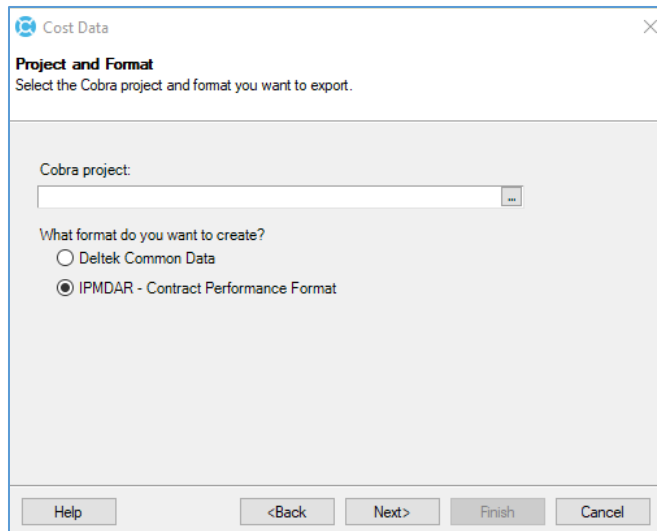 Cost Data
Project and Format
Select the Cobra project and format you want to export.
Cobra project:
...
What format do you want to create?
Deltek Common Data
IPMDAR - Contract Performance Format
Help
<Back
Next>
Finish
Cancel